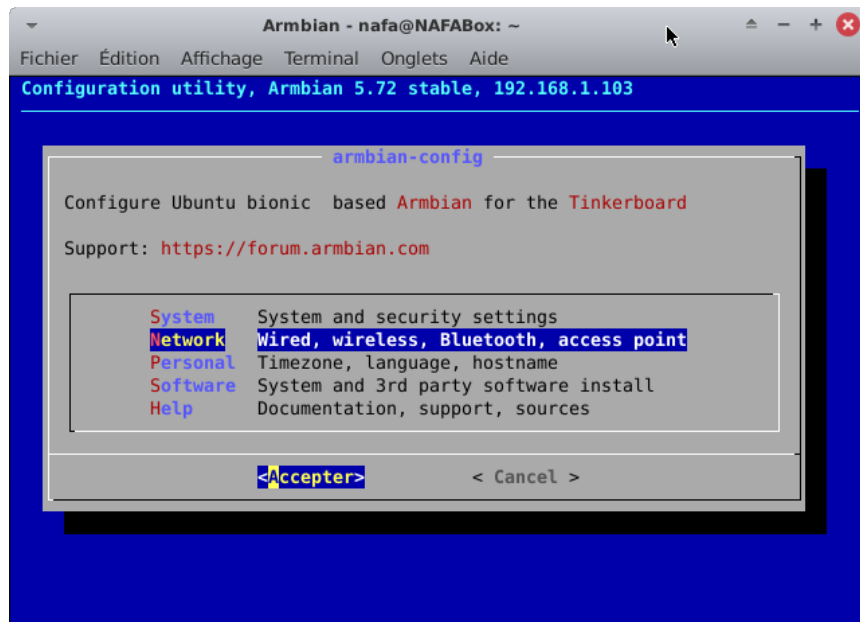 Armbian - nafa@NAFABox: ~
Fichier Édition Affichage Terminal Onglets Aide
Configuration utility, Armbian 5.72 stable, 192.168.1.103
armbian-config
Configure Ubuntu bionic  based Armbian for the Tinkerboard
Support: https://forum.armbian.com
System System and security settings
Network Wired, wireless, Bluetooth, access point
Personal Timezone, language, hostname
Software System and 3rd party software install
Help Documentation, support, sources
<Accepter> < Cancel >